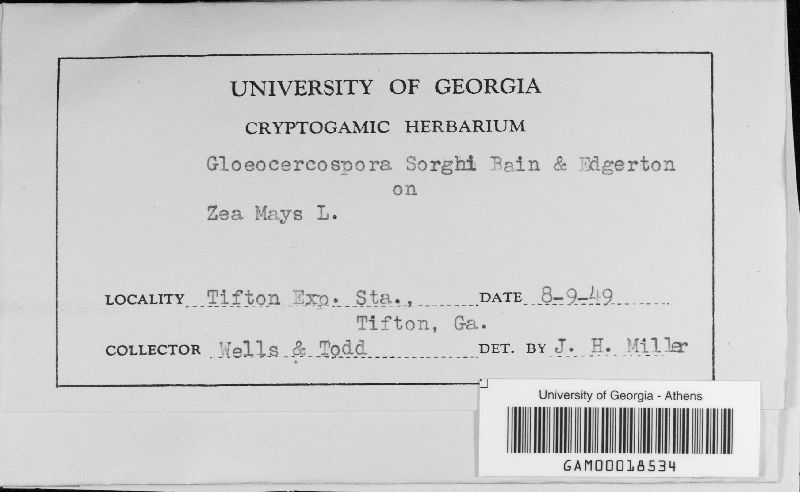 UNIVERSITY OF GEORGIA
CRYPTOGAMIC HERBARIUM
Gloeocercospora Sorghi Bain & Edgerton
on
Zea Mays L.
LOCALITY Tifton Exp. Sta., DATE 8-9-49
Tifton, Ga.
COLLECTOR Wells & Todd DET. BY J. H. Miller
University of Georgia - Athens
GAM00018534